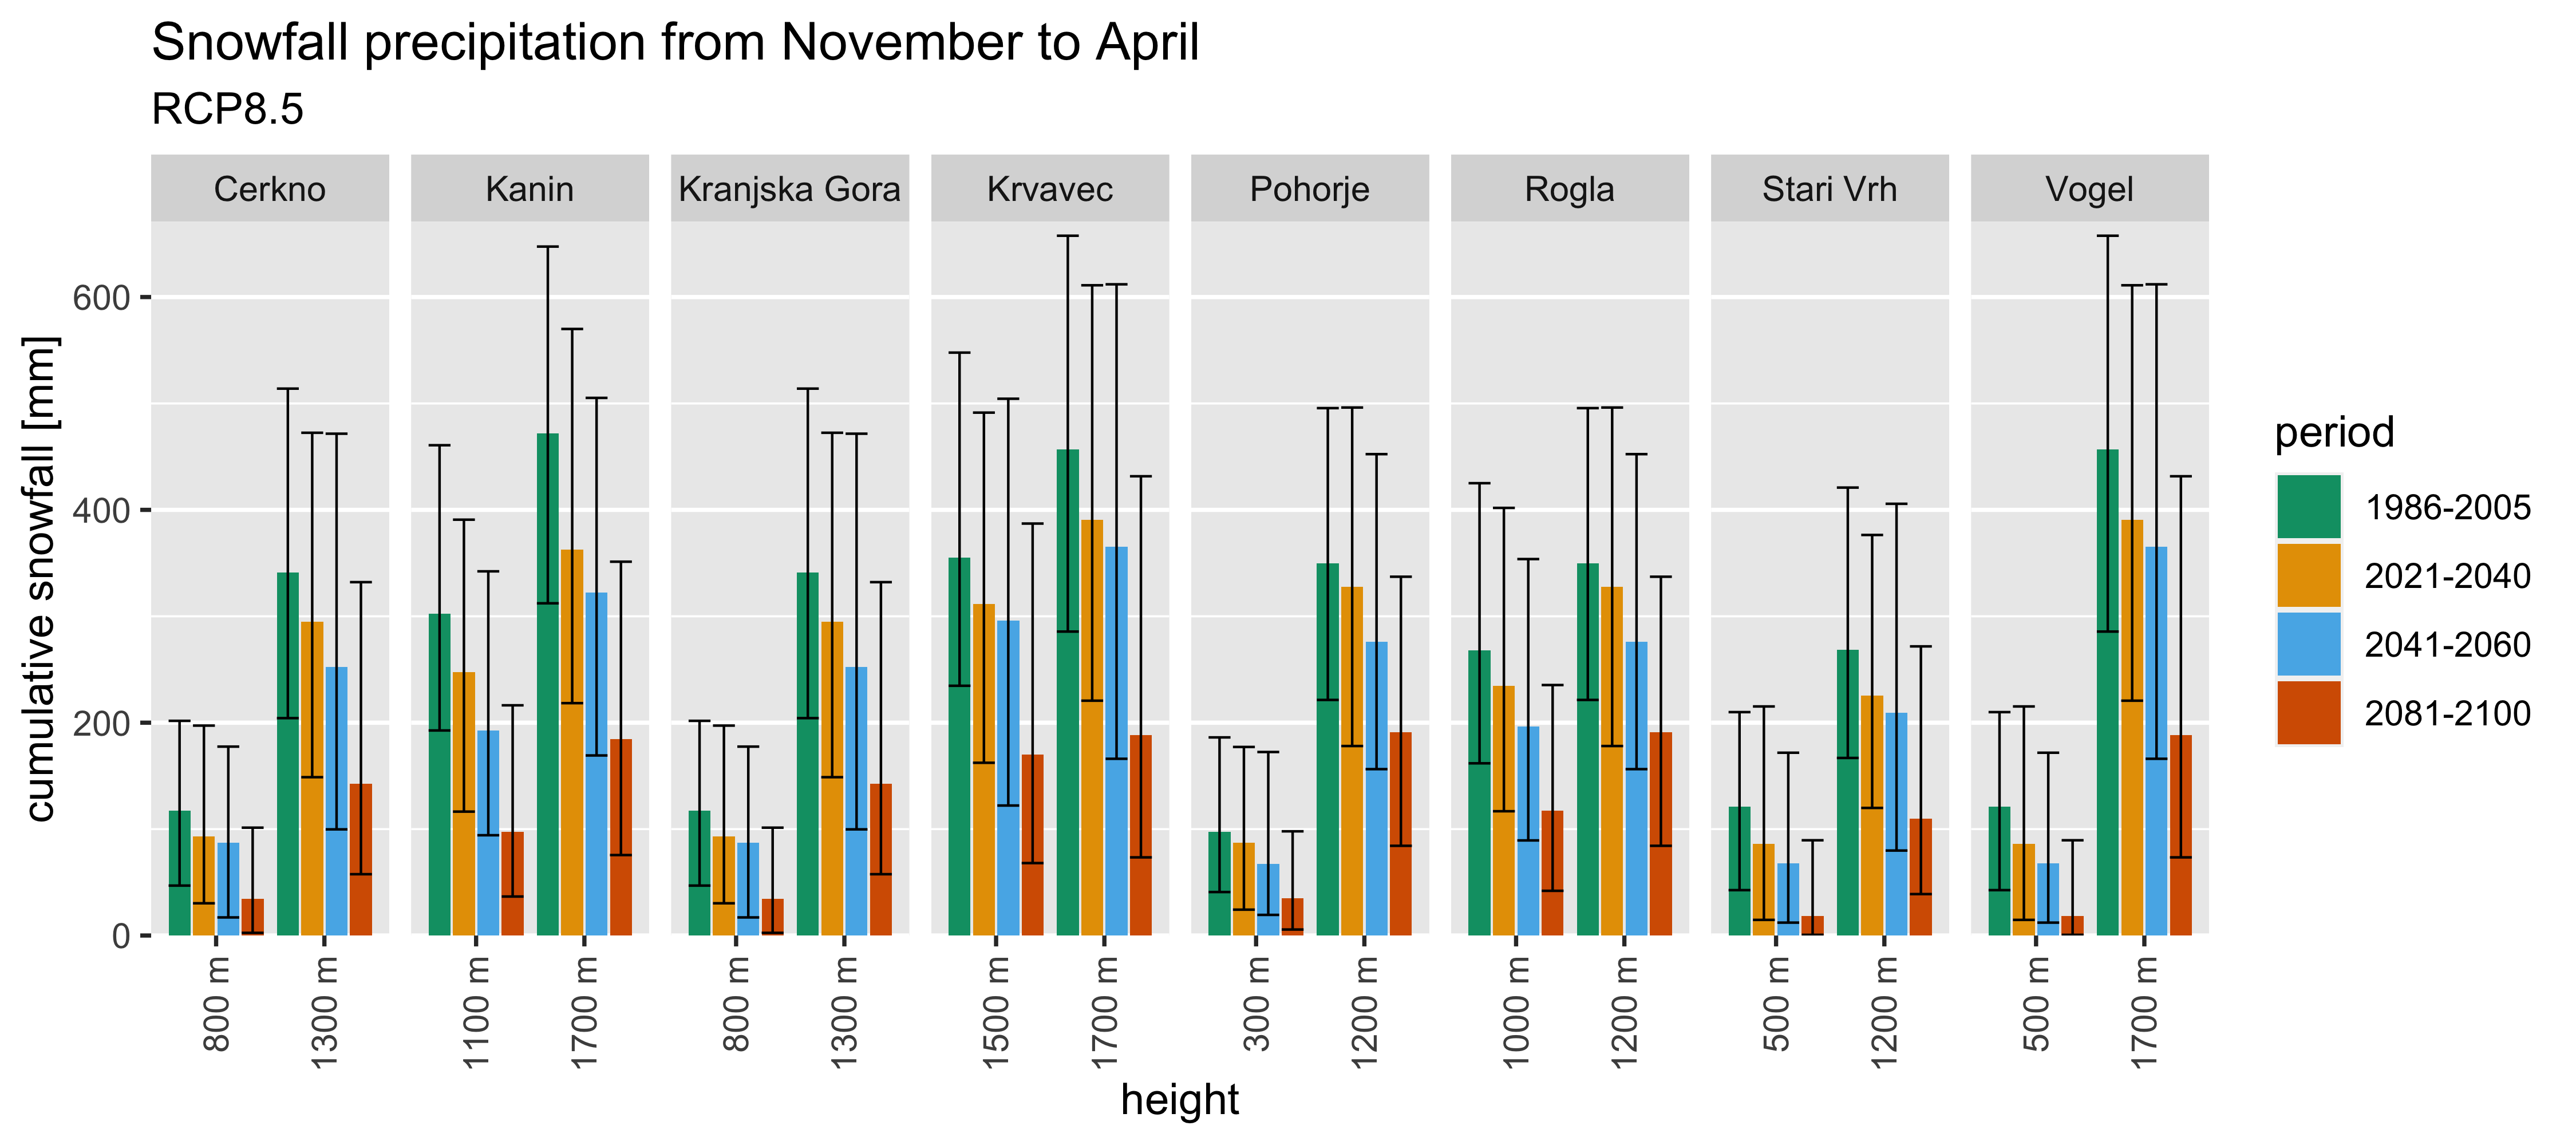 Snowfall precipitation from November to April
RCP8.5
Cerkno
Kanin
Kranjska Gora
Krvavec
Pohorje
Rogla
Stari Vrh
Vogel
cumulative snowfall [mm]
600
400
200
0
800 m
1300 m
1100 m
1700 m
800 m
1300 m
1500 m
1700 m
300 m
1200 m
1000 m
1200 m
500 m
1200 m
500 m
1700 m
height
period
1986-2005
2021-2040
2041-2060
2081-2100